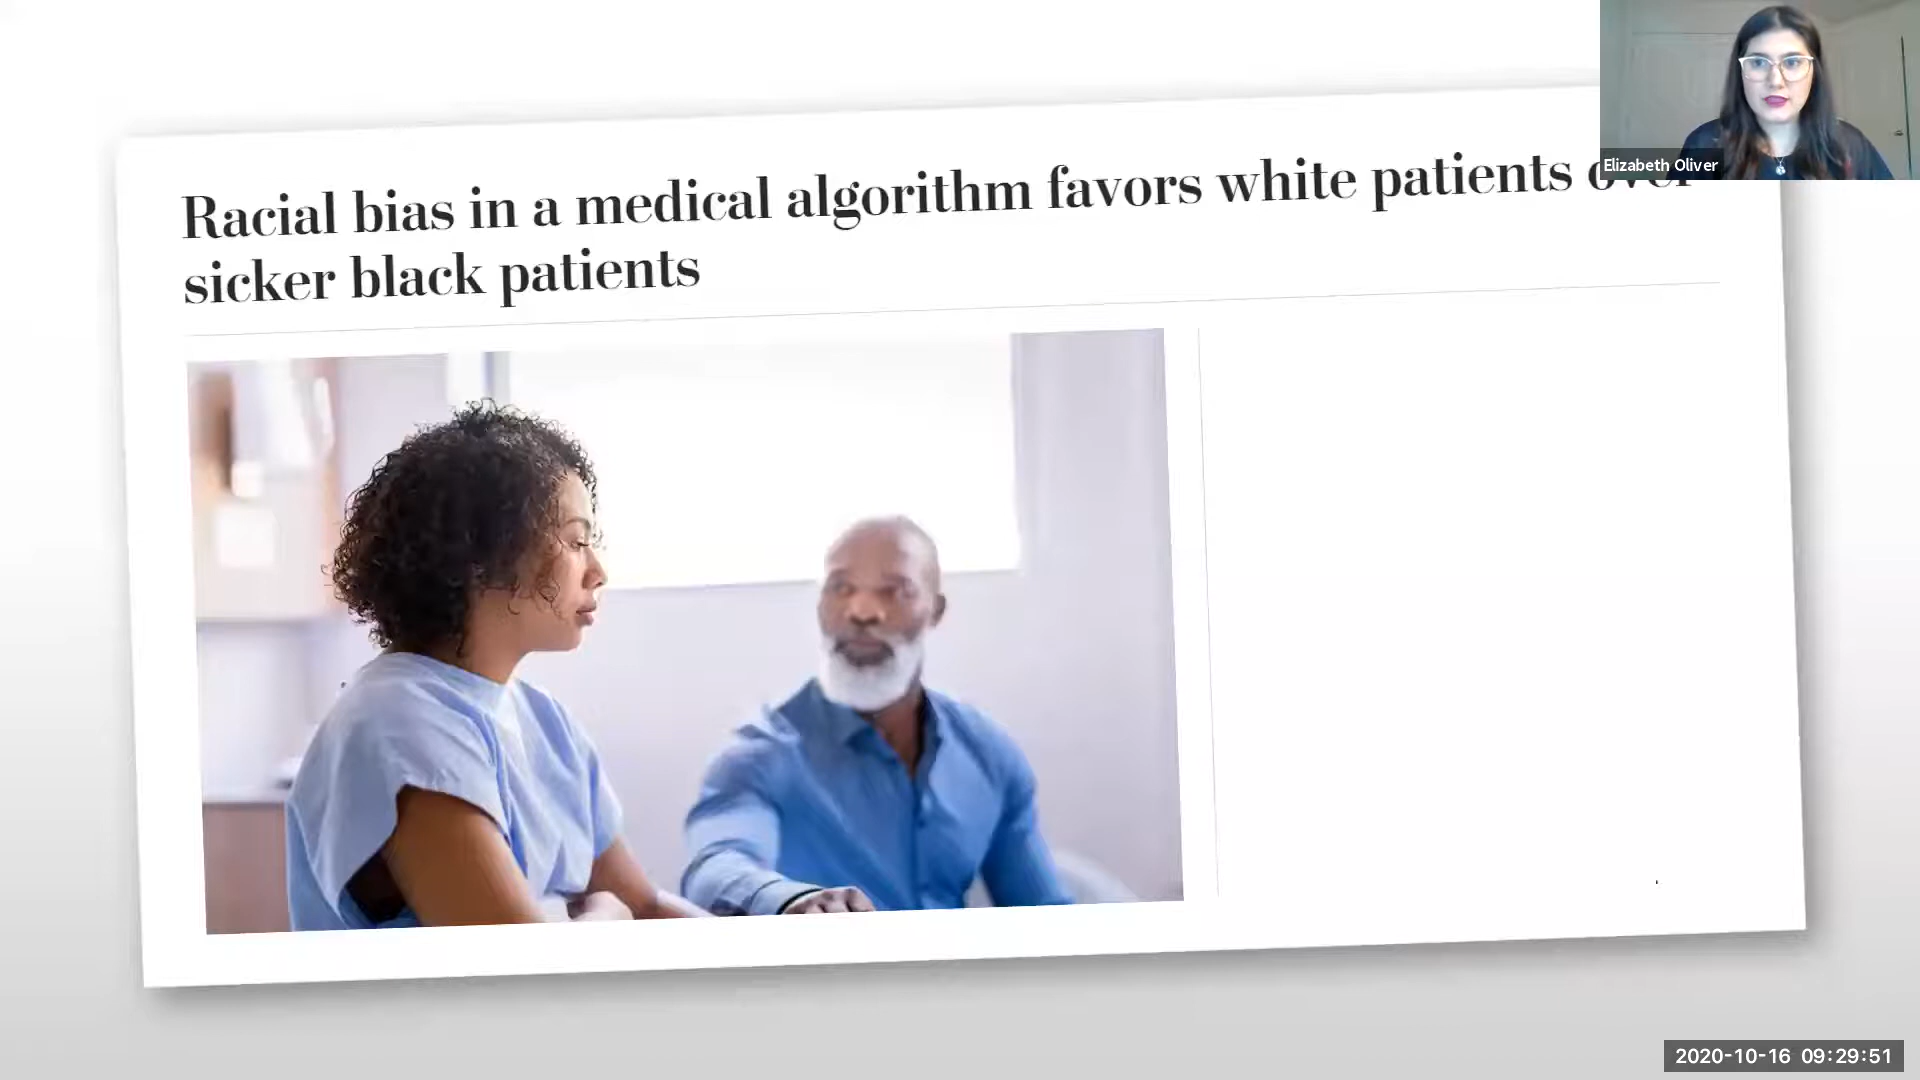 Elizabeth Oliver
Racial bias in a medical algorithm favors white patients over
sicker black patients
2020-10-16 09:29:51